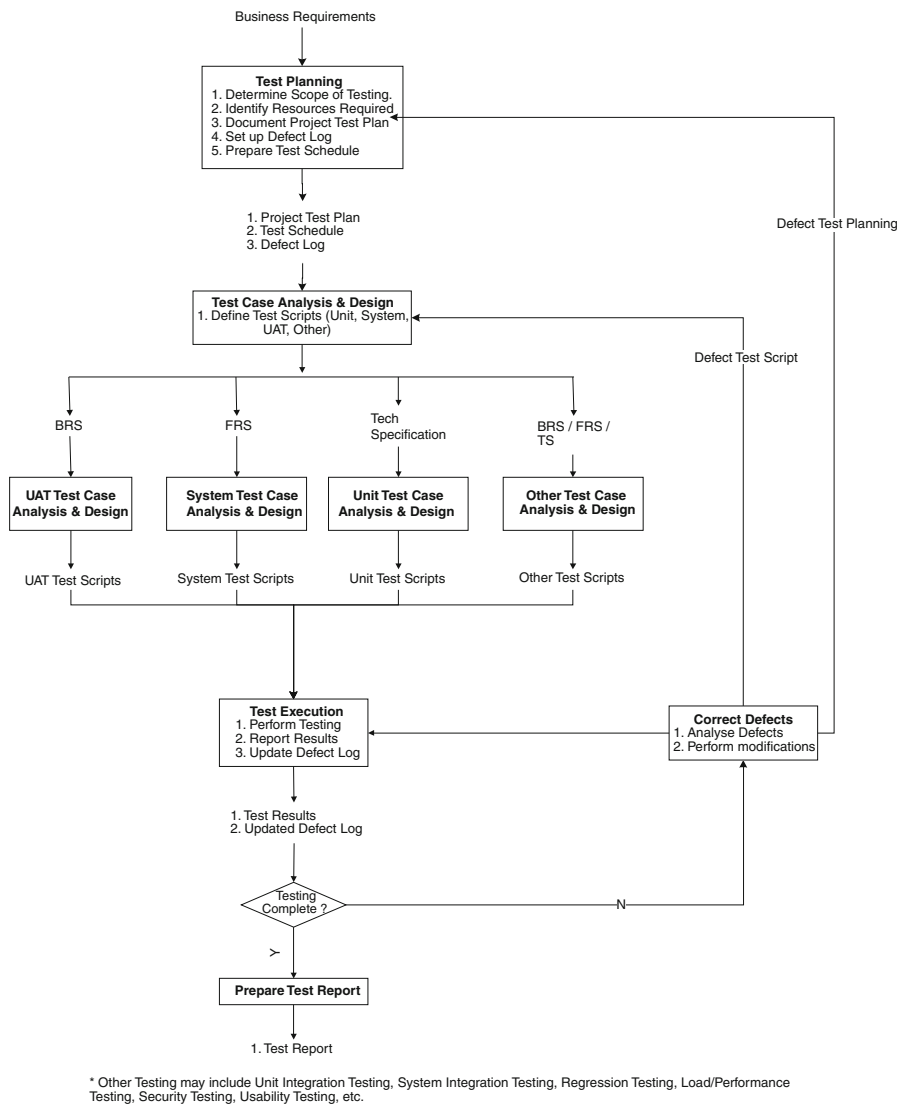 Business Requirements
Test Planning
1. Determine Scope of Testing.
2. Identify Resources Required
3. Document Project Test Plan
4. Set up Defect Log
5. Prepare Test Schedule
Defect Test Planning
1. Project Test Plan
2. Test Schedule
3. Defect Log
Test Case Analysis & Design
1. Define Test Scripts (Unit, System,
UAT, Other)
Defect Test Script
BRS
FRS
Tech
Specification
BRS / FRS /
TS
UAT Test Case
Analysis & Design
System Test Case
Analysis & Design
Unit Test Case
Analysis & Design
Other Test Case
Analysis & Design
UAT Test Scripts
System Test Scripts
Unit Test Scripts
Other Test Scripts
Test Execution
1. Perform Testing
2. Report Results
3. Update Defect Log
Correct Defects
1. Analyse Defects
2. Perform modifications
1. Test Results
2. Updated Defect Log
Testing
Complete ?
N
Y
Prepare Test Report
1. Test Report
* Other Testing may include Unit Integration Testing, System Integration Testing, Regression Testing, Load/Performance
Testing, Security Testing, Usability Testing, etc.